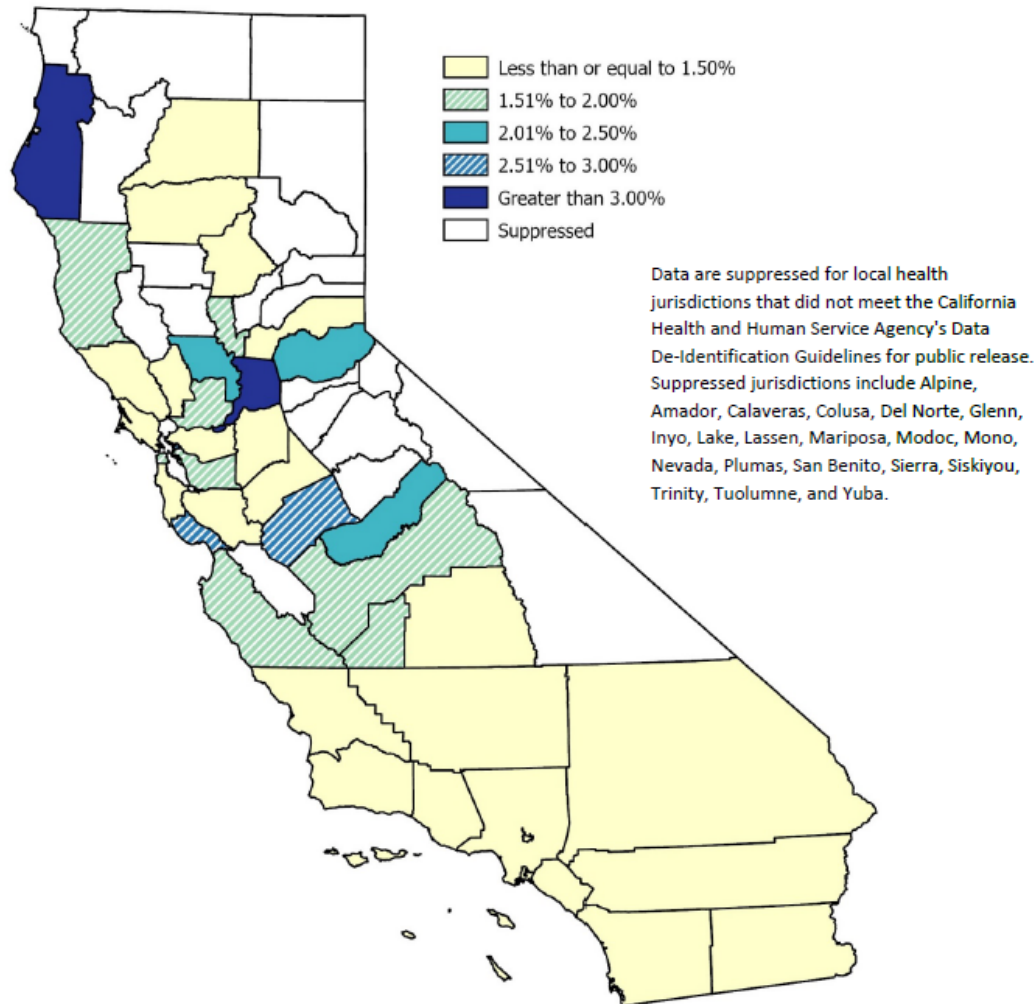 Less than or equal to 1.50%
1.51% to 2.00%
2.01% to 2.50%
2.51% to 3.00%
Greater than 3.00%
Suppressed
Data are suppressed for local health
jurisdictions that did not meet the California
Health and Human Service Agency's Data
De-Identification Guidelines for public release.
Suppressed jurisdictions include Alpine,
Amador, Calaveras, Colusa, Del Norte, Glenn,
Inyo, Lake, Lassen, Mariposa, Modoc, Mono,
Nevada, Plumas, San Benito, Sierra, Siskiyou,
Trinity, Tuolumne, and Yuba.